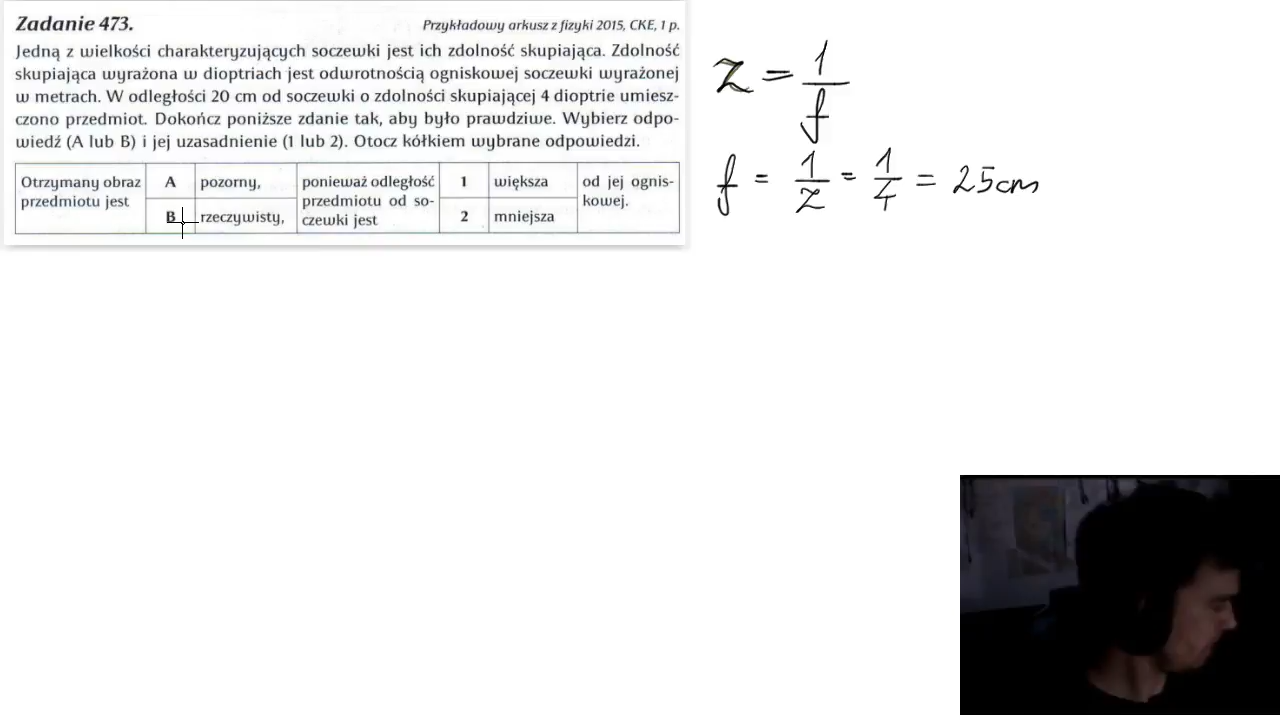 Zadanie 473. Przykładowy arkusz z fizyki 2015, CKE, 1 p.
Jedną z wielkości charakteryzujących soczewki jest ich zdolność skupiająca. Zdolność
skupiająca wyrażona w dioptriach jest odwrotnością ogniskowej soczewki wyrażonej
w metrach. W odległości 20 cm od soczewki o zdolności skupiającej 4 dioptrie umiesz-
czono przedmiot. Dokończ poniższe zdanie tak, aby było prawdziwe. Wybierz odpo-
wiedź (A lub B) i jej uzasadnienie (1 lub 2). Otocz kółkiem wybrane odpowiedzi.
Otrzymany obraz
przedmiotu jest
A pozorny,
B rzeczywisty,
ponieważ odległość
przedmiotu od so-
czewki jest
1 większa
2 mniejsza
od jej ognis-
kowej.
z = 1/f
f = 1/z = 1/4 = 25cm